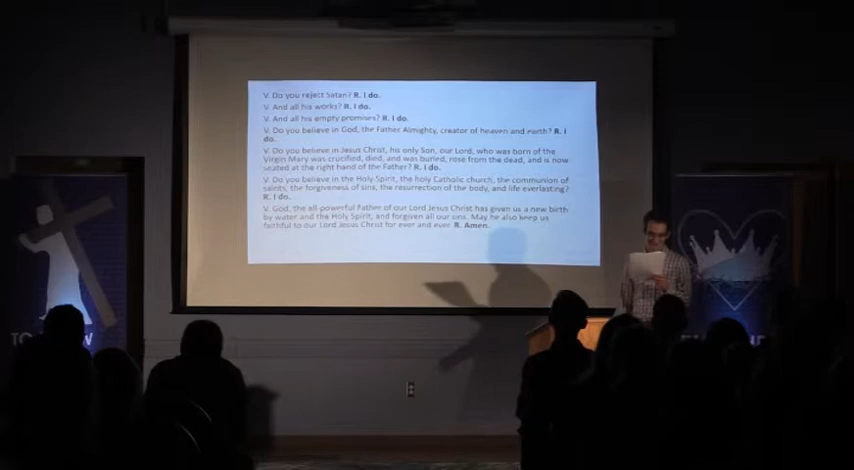 V. Do you reject Satan? R. I do.
V. And all his works? R. I do.
V. And all his empty promises? R. I do.
V. Do you believe in God, the Father Almighty, creator of heaven and earth? R. I
do.
V. Do you believe in Jesus Christ, his only Son, our Lord, who was born of the
Virgin Mary was crucified, died, and was buried, rose from the dead, and is now
seated at the right hand of the Father? R. I do.
V. Do you believe in the Holy Spirit, the holy Catholic church, the communion of
saints, the forgiveness of sins, the resurrection of the body, and life everlasting?
R. I do.
V. God, the all-powerful Father of our Lord Jesus Christ has given us a new birth
by water and the Holy Spirit, and forgiven all our sins. May he also keep us
faithful to our Lord Jesus Christ for ever and ever R. Amen.